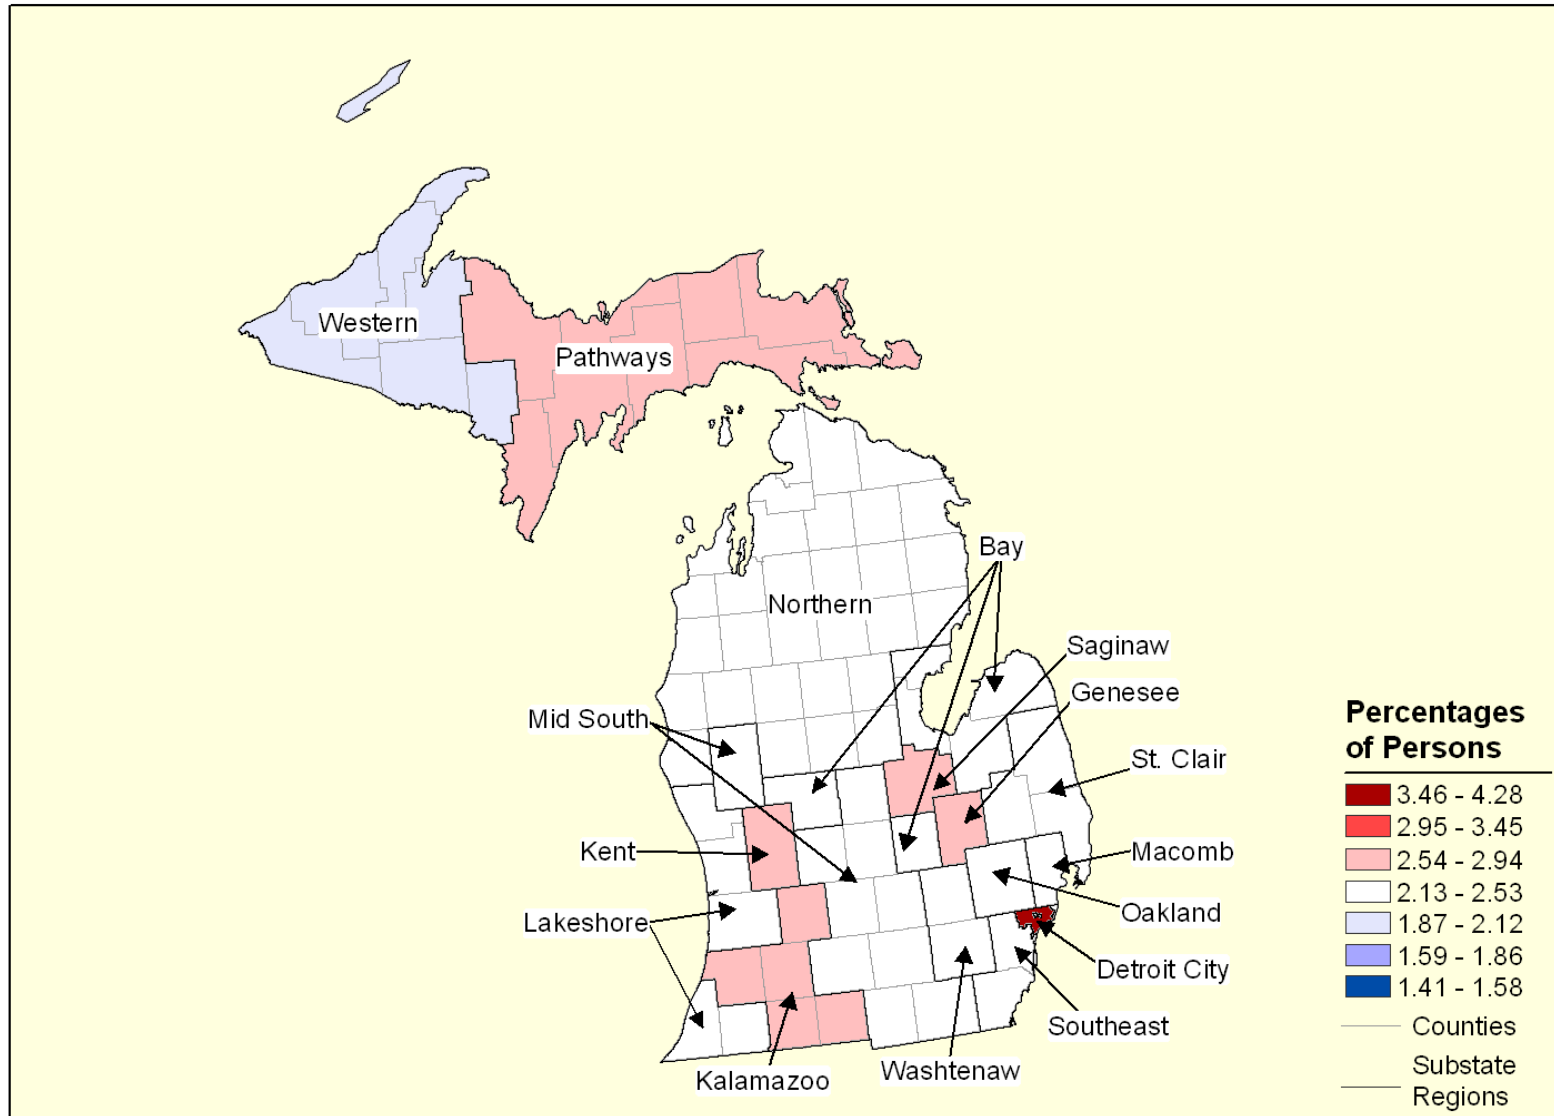 Western
Pathways
Bay
Northern
Saginaw
Genesee
Mid South
St. Clair
Kent
Macomb
Lakeshore
Oakland
Detroit City
Southeast
Washtenaw
Kalamazoo
Percentages
of Persons
3.46 - 4.28
2.95 - 3.45
2.54 - 2.94
2.13 - 2.53
1.87 - 2.12
1.59 - 1.86
1.41 - 1.58
Counties
Substate
Regions